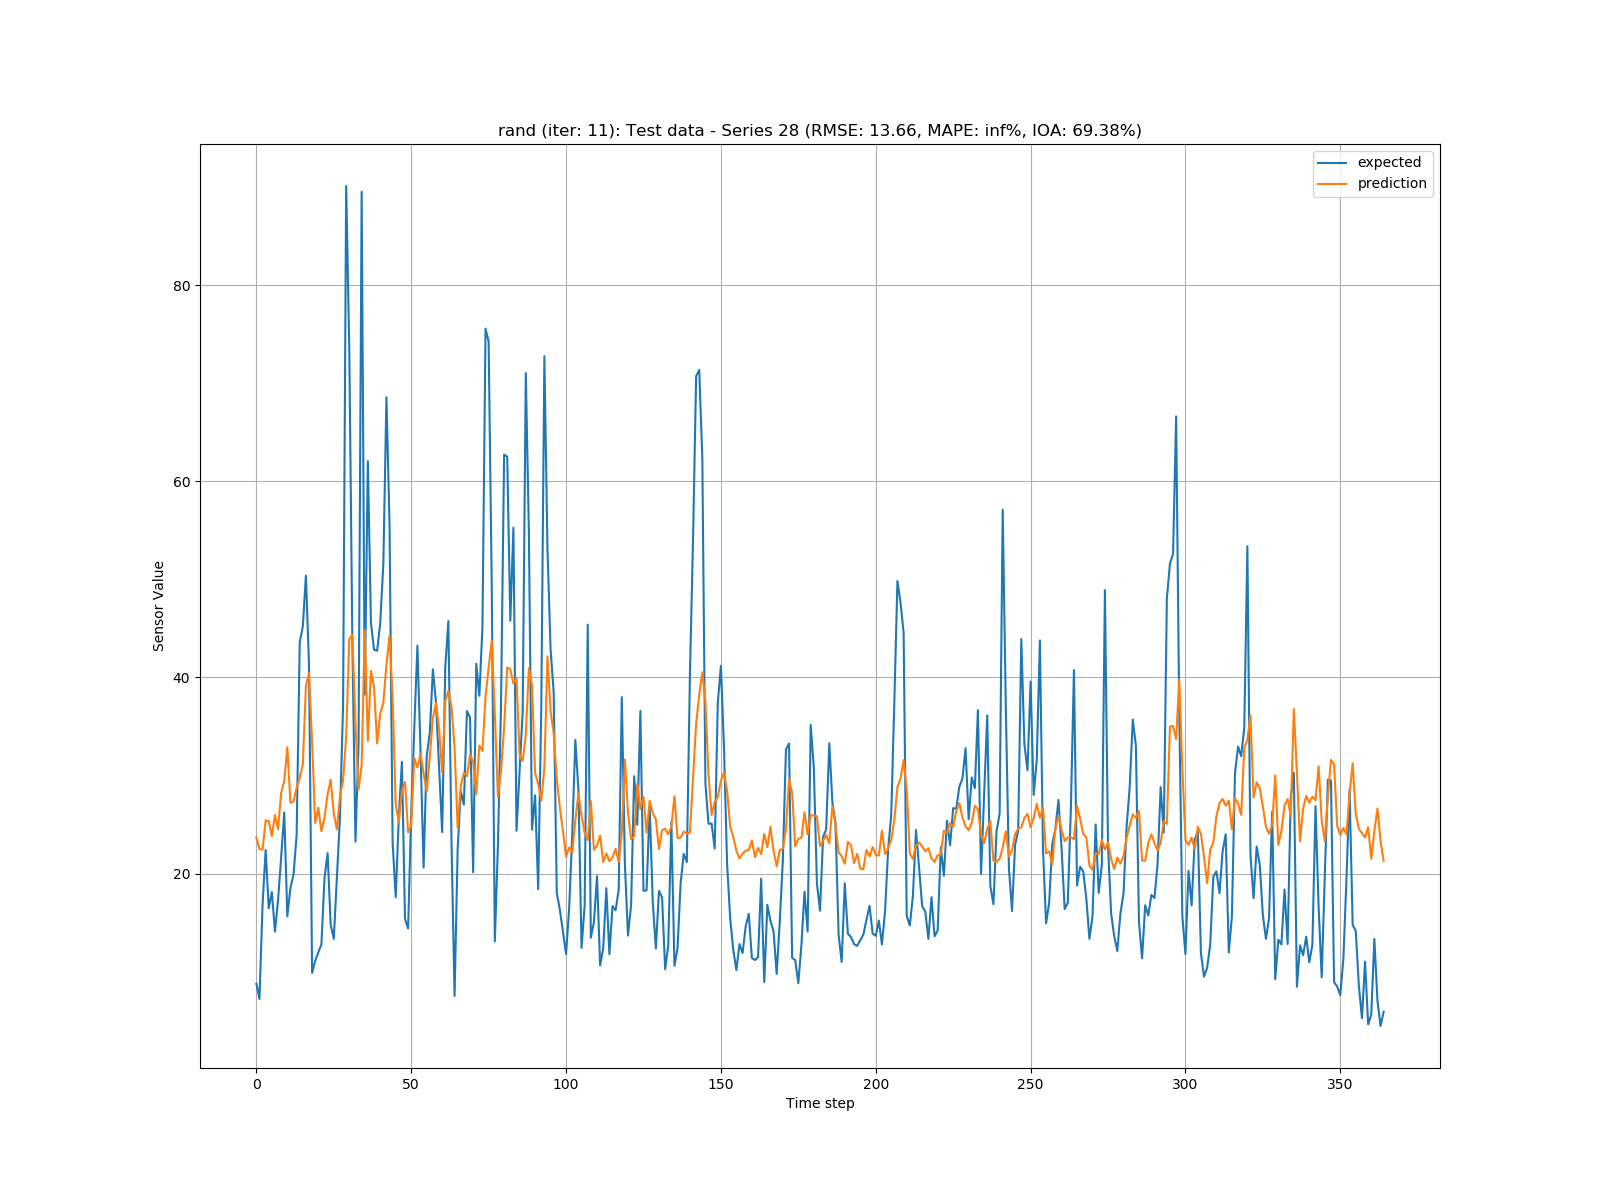 rand (iter: 11): Test data - Series 28 (RMSE: 13.66, MAPE: inf%, IOA: 69.38%)
expected
prediction
80
60
40
20
Sensor Value
0 50 100 150 200 250 300 350
Time step